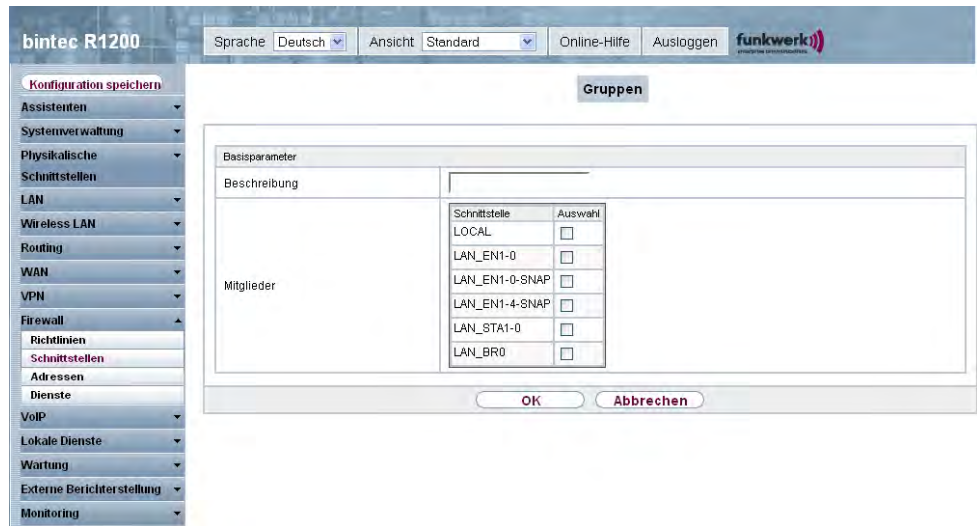 bintec R1200
Sprache Deutsch Ansicht Standard Online-Hilfe Ausloggen funkwerk
Konfiguration speichern
Assistenten
Systemverwaltung
Physikalische
Schnittstellen
LAN
Wireless LAN
Routing
WAN
VPN
Firewall
Richtlinien
Schnittstellen
Adressen
Dienste
VoIP
Lokale Dienste
Wartung
Externe Berichterstellung
Monitoring
Gruppen
Basisparameter
Beschreibung
Mitglieder
Schnittstelle Auswahl
LOCAL
LAN_EN1-0
LAN_EN1-0-SNAP
LAN_EN1-4-SNAP
LAN_STA1-0
LAN_BR0
OK Abbrechen